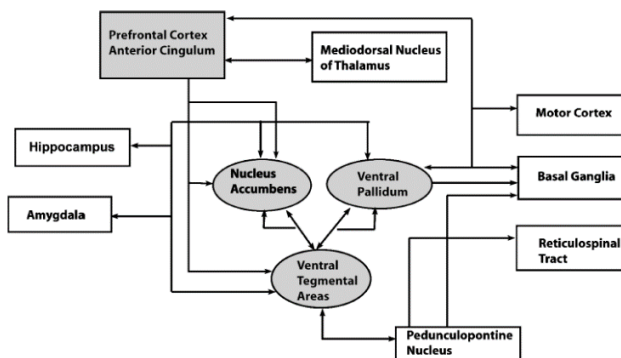 Prefrontal Cortex
Anterior Cingulum
Mediodorsal Nucleus
of Thalamus
Motor Cortex
Hippocampus
Nucleus
Accumbens
Ventral
Pallidum
Basal Ganglia
Amygdala
Reticulospinal
Tract
Ventral
Tegmental
Areas
Pedunculopontine
Nucleus